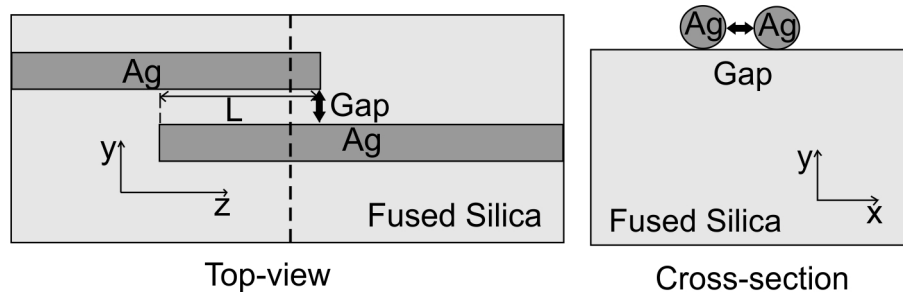 Ag
L
Gap
Ag
y
z
Fused Silica
Top-view
Ag
Ag
Gap
y
x
Fused Silica
Cross-section